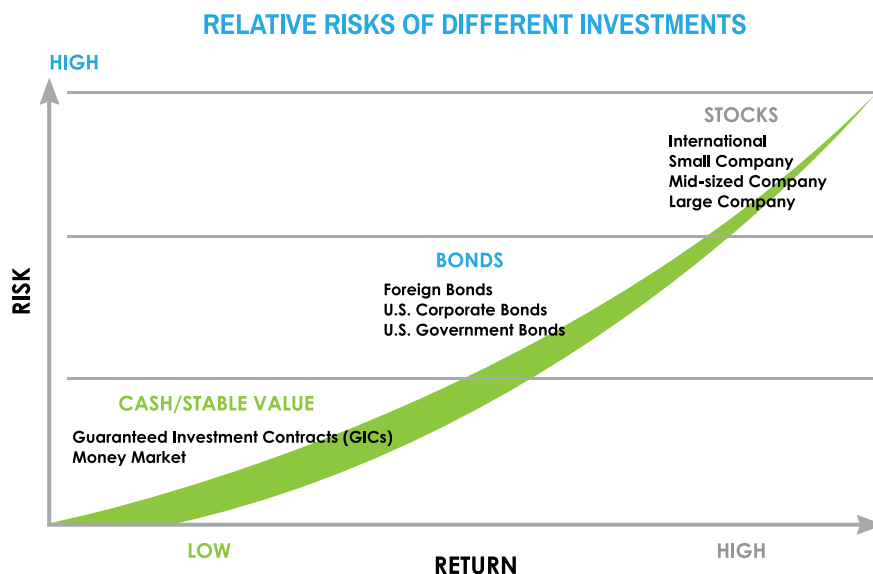 RELATIVE RISKS OF DIFFERENT INVESTMENTS
HIGH
STOCKS
International
Small Company
Mid-sized Company
Large Company
BONDS
Foreign Bonds
U.S. Corporate Bonds
U.S. Government Bonds
RISK
CASH/STABLE VALUE
Guaranteed Investment Contracts (GICs)
Money Market
LOW
HIGH
RETURN